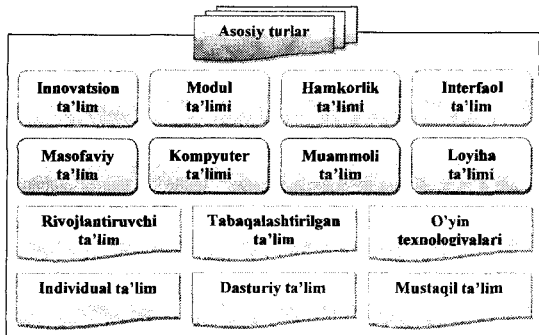 Asosiy turlar
Innovatsion
ta'lim
Modul
ta'limi
Hamkorlik
ta'limi
Interfaol
ta'lim
Masofaviy
ta'lim
Kompyuter
ta'limi
Muammoli
ta'lim
Loyiha
ta'limi
Rivojlantiruvchi
ta'lim
Tabaqalashtirilgan
ta'lim
O'yin
texnologivalari
Individual ta'lim
Dasturiy ta'lim
Mustaqil ta'lim